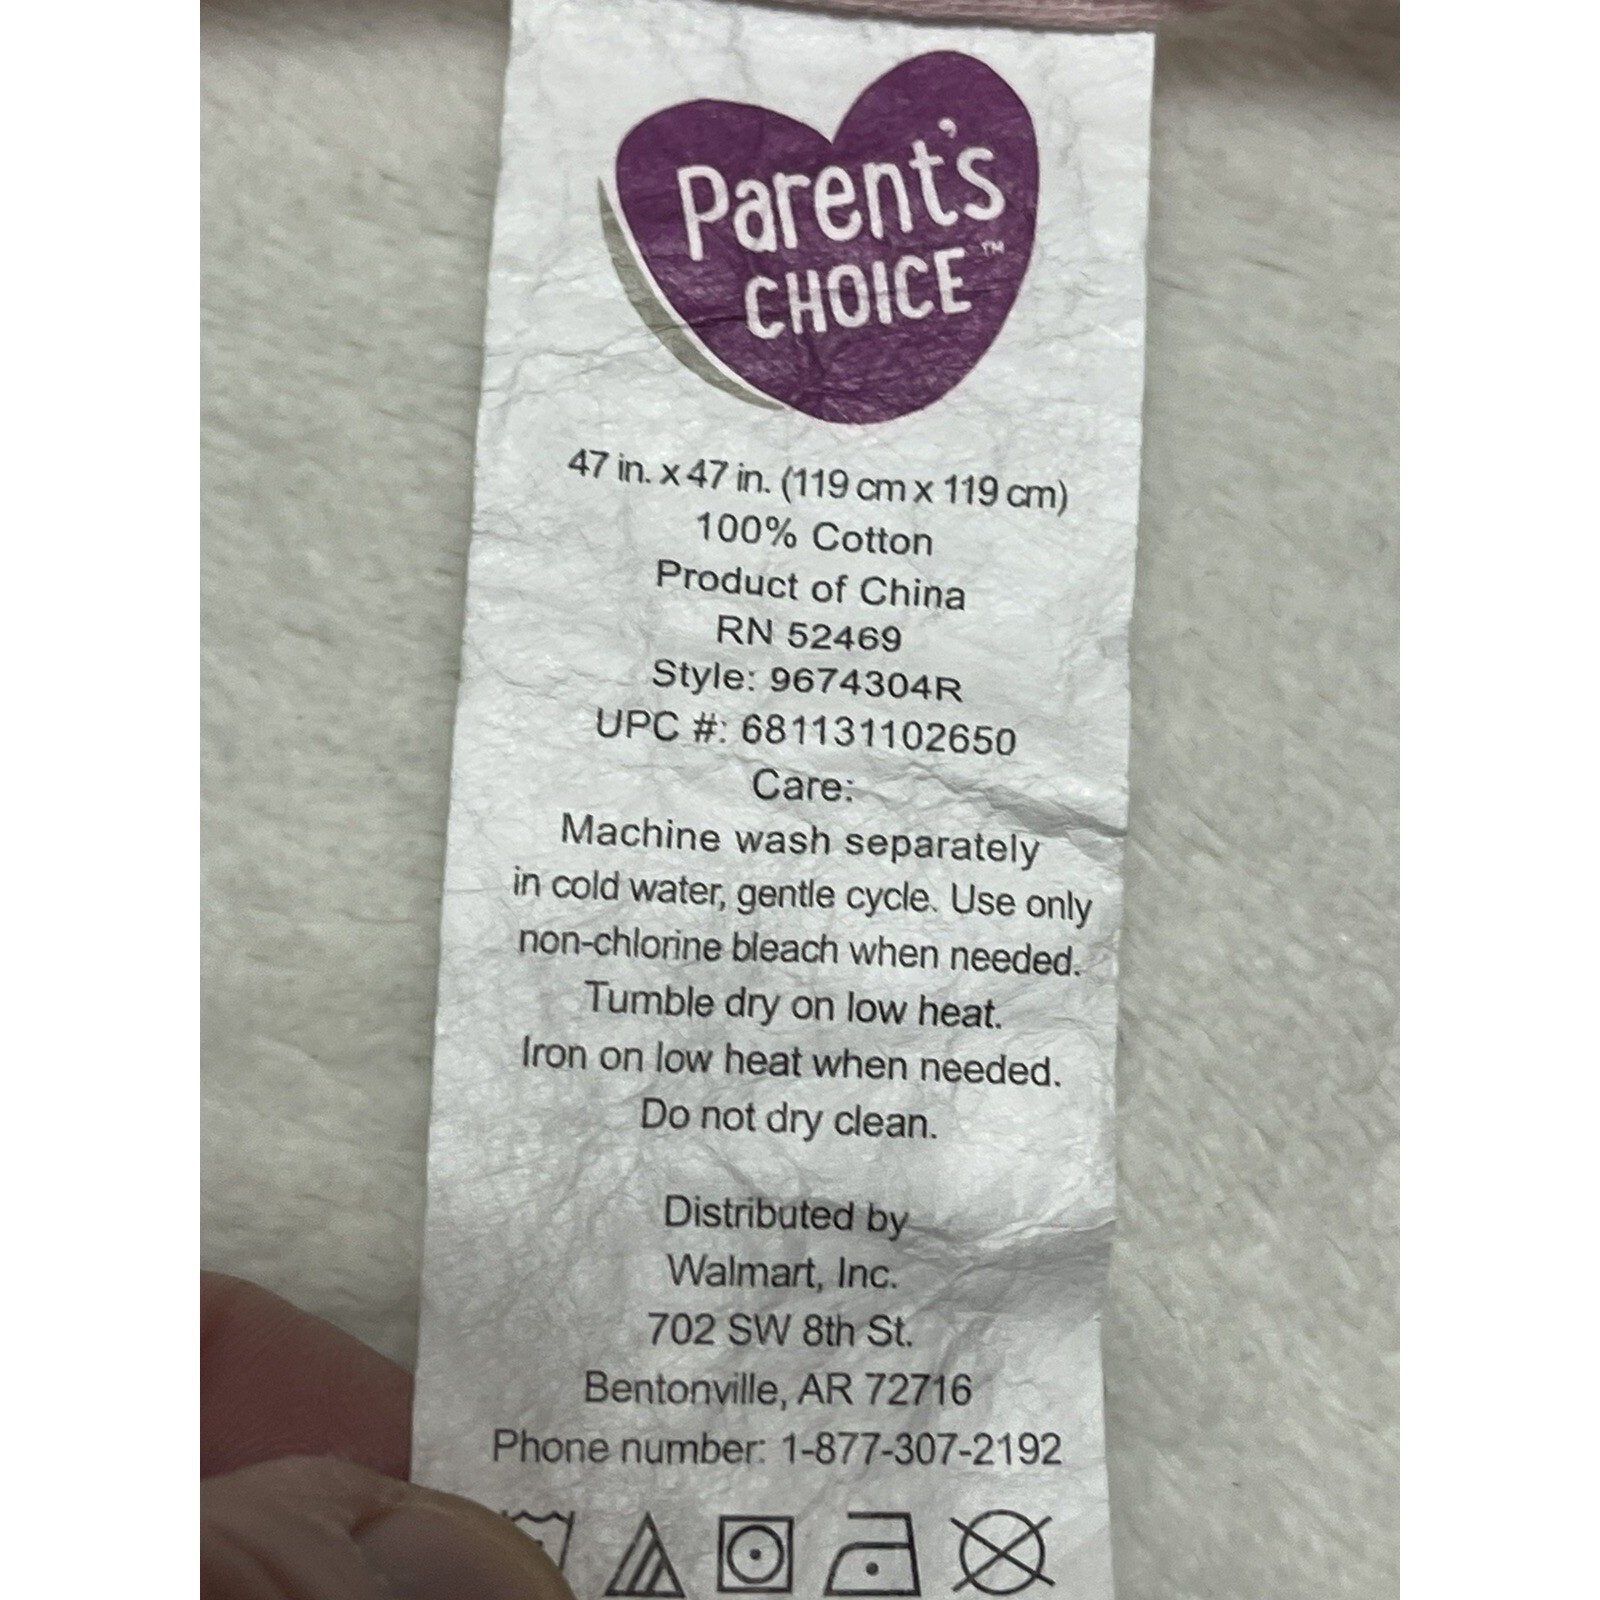 Parent's
CHOICE™
47 in. x 47 in. (119 cm x 119 cm)
100% Cotton
Product of China
RN 52469
Style: 9674304R
UPC #: 681131102650
Care:
Machine wash separately
in cold water, gentle cycle. Use only
non-chlorine bleach when needed.
Tumble dry on low heat.
Iron on low heat when needed.
Do not dry clean.
Distributed by
Walmart, Inc.
702 SW 8th St.
Bentonville, AR 72716
Phone number: 1-877-307-2192